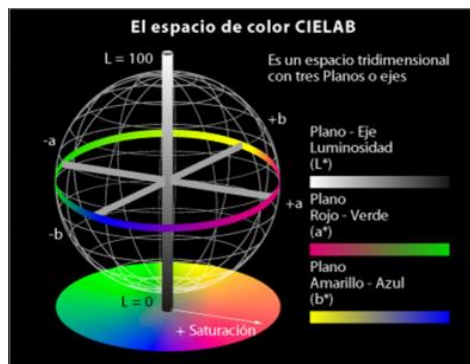 El espacio de color CIELAB
L = 100
Es un espacio tridimensional
con tres Planos o ejes
+b
-a
Plano - Eje
Luminosidad
(L*)
Plano
Rojo - Verde
(a*)
+a
-b
Plano
Amarillo - Azul
(b*)
L = 0
+ Saturación